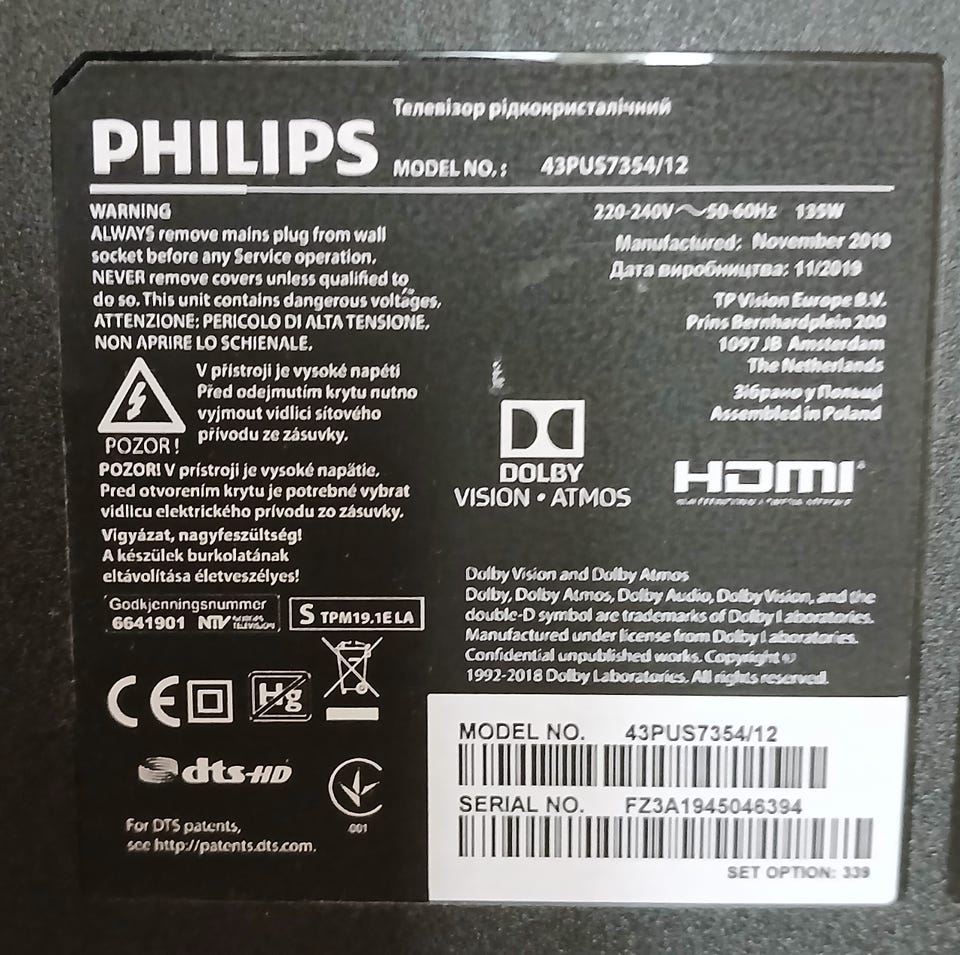 Телевізор рідкокристалічний
PHILIPS
MODEL NO. : 43PUS7354/12
WARNING
ALWAYS remove mains plug from wall
socket before any Service operation,
NEVER remove covers unless qualified to
do so. This unit contains dangerous voltages,
ATTENZIONE: PERICOLO DI ALTA TENSIONE.
NON APRIRE LO SCHIENALE.
220-240V ~ 50-60Hz 135W
Manufactured: November 2019
Дата виробництва: 11/2019
TP Vision Europe B.V.
Prins Bernhardplein 200
1097 JB Amsterdam
The Netherlands
Зібрано у Польщі
Assembled in Poland
V přístroji je vysoké napětí
Před odejmutím krytu nutno
vyjmout vidlici síťového
přívodu ze zásuvky.
POZOR !
POZOR! V prístroji je vysoké napätie.
Pred otvorením krytu je potrebné vybrat
vidlicu elektrického prívodu zo zásuvky.
Vigyázat, nagyfeszültség!
A készülek burkolatának
eltávolítása életveszélyes!
DOLBY
VISION • ATMOS
HDMI
Godkjenningsnummer
6641901 NTV
TELEVISION
S TPM19.1E LA
Dolby Vision and Dolby Atmos
Dolby, Dolby Atmos, Dolby Audio, Dolby Vision, and the
double-D symbol are trademarks of Dolby Laboratories.
Manufactured under license from Dolby Laboratories.
Confidential unpublished works. Copyright ©
1992-2018 Dolby Laboratories. All rights reserved.
CE
Hg
dts-HD
001
For DTS patents,
see http://patents.dts.com.
MODEL NO. 43PUS7354/12
SERIAL NO. FZ3A1945046394
SET OPTION: 339